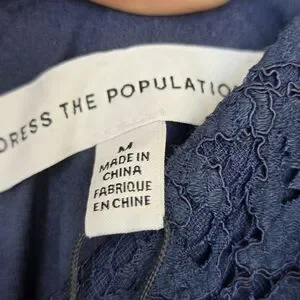 DRESS THE POPULATION
M
MADE IN
CHINA
FABRIQUE
EN CHINE